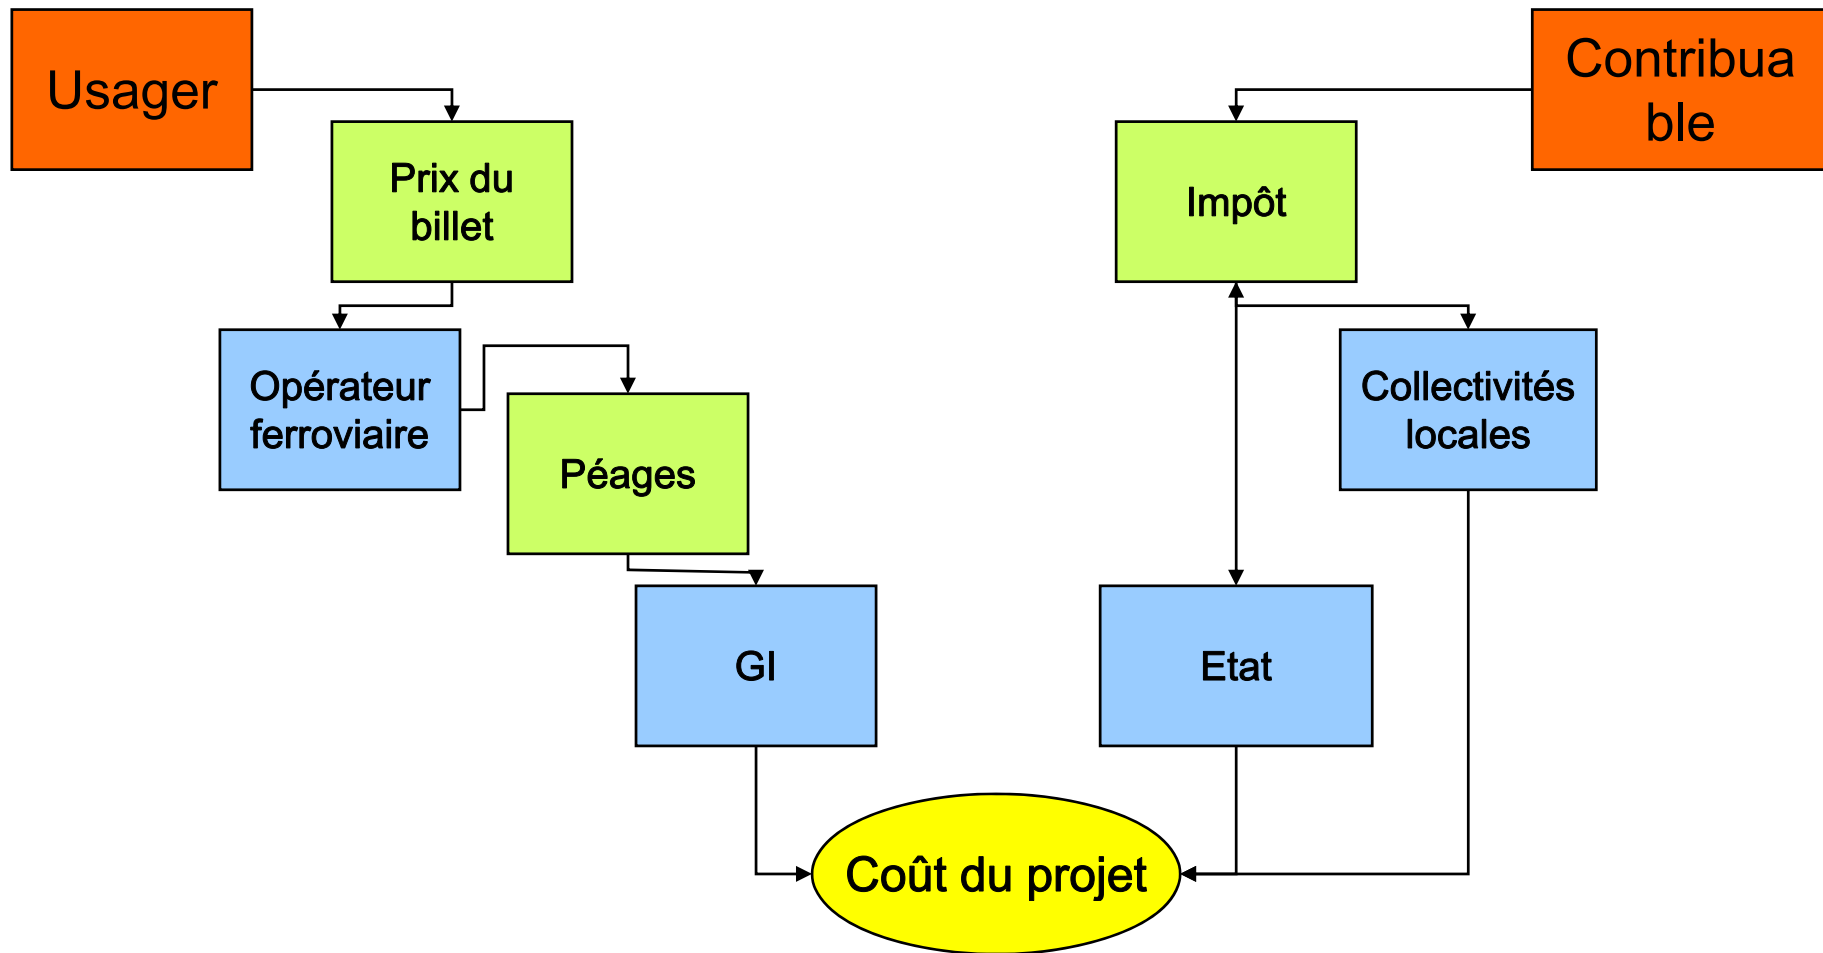 Usager
Contribua
ble
Prix du
billet
Impôt
Opérateur
ferroviaire
Collectivités
locales
Péages
GI
Etat
Coût du projet